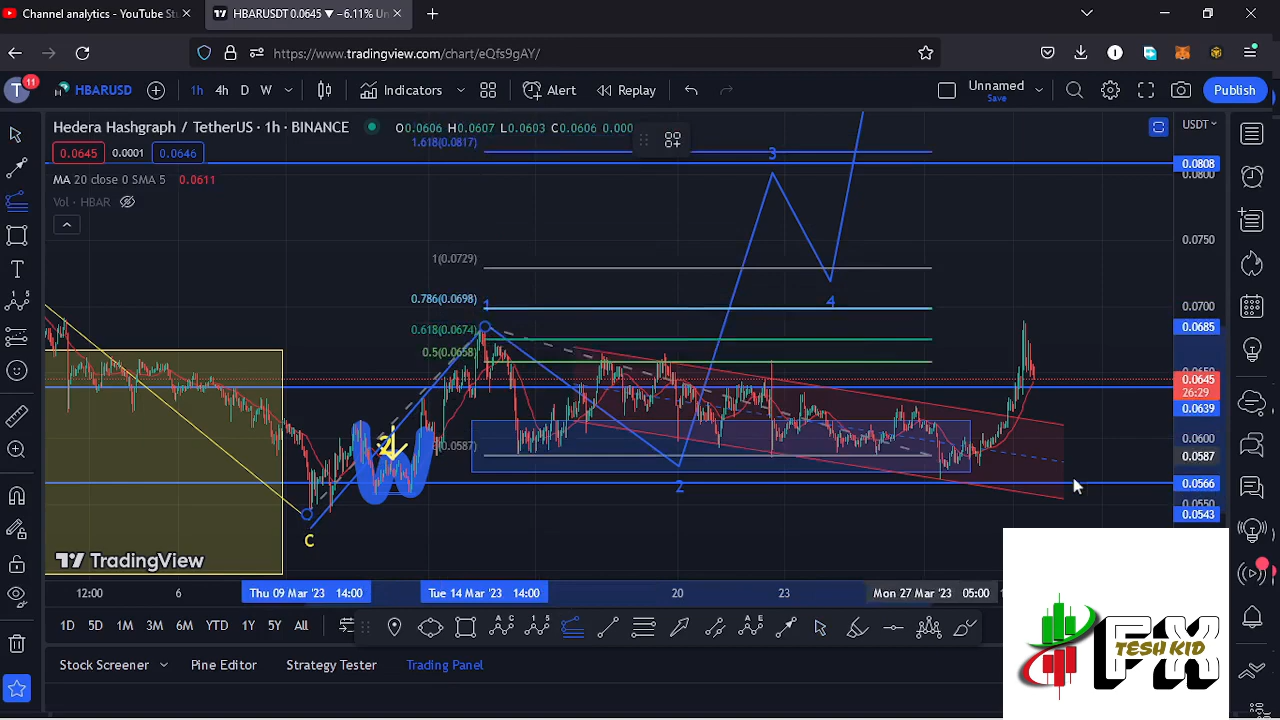 Channel analytics - YouTube St
HBARUSDT 0.0645 ▼ −6.11% Un
https://www.tradingview.com/chart/eQfs9gAY/
T 11 HBARUSD 1h 4h D W Indicators Alert Replay Unnamed Save Publish
Hedera Hashgraph / TetherUS · 1h · BINANCE O0.0606 H0.0607 L0.0603 C0.0606 0.000 USDT
0.0645 0.0001 0.0646
MA 20 close 0 SMA 5 0.0611
Vol · HBAR
1.618(0.0817)
1(0.0729)
0.786(0.0698)
0.618(0.0674)
0.5(0.0658)
(0.0587)
1
2
3
4
C
0.0808
0.0800
0.0750
0.0700
0.0685
0.0645
26:29
0.0639
0.0600
0.0587
0.0566
0.0550
0.0543
TradingView
12:00 6 Thu 09 Mar '23 14:00 Tue 14 Mar '23 14:00 20 23 Mon 27 Mar '23 05:00
1D 5D 1M 3M 6M YTD 1Y 5Y All
Stock Screener Pine Editor Strategy Tester Trading Panel
FX
TESH KID